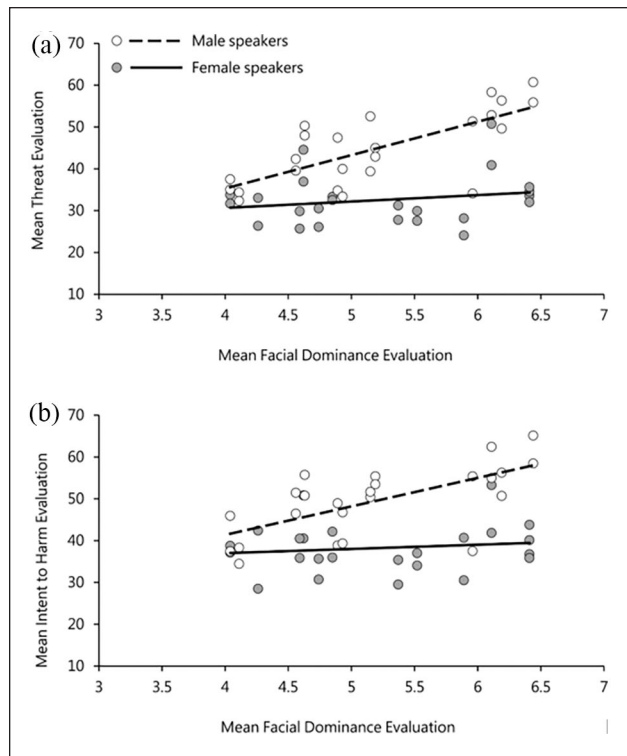 (a)
Male speakers
Female speakers
Mean Threat Evaluation
70
60
50
40
30
20
10
3 3.5 4 4.5 5 5.5 6 6.5 7
Mean Facial Dominance Evaluation
(b)
Mean Intent to Harm Evaluation
70
60
50
40
30
20
10
3 3.5 4 4.5 5 5.5 6 6.5 7
Mean Facial Dominance Evaluation